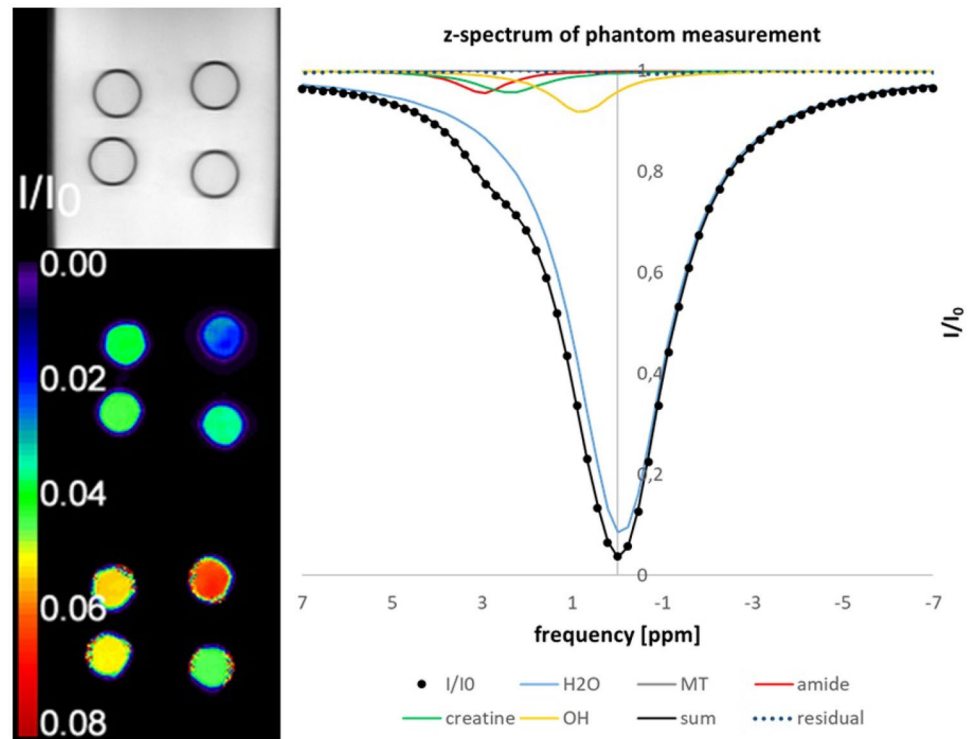 I/I0
0.00
0.02
0.04
0.06
0.08
z-spectrum of phantom measurement
1
0,8
0,6
0,4
0,2
0
I/I0
7 5 3 1 -1 -3 -5 -7
frequency [ppm]
I/I0 H2O MT amide
creatine OH sum residual